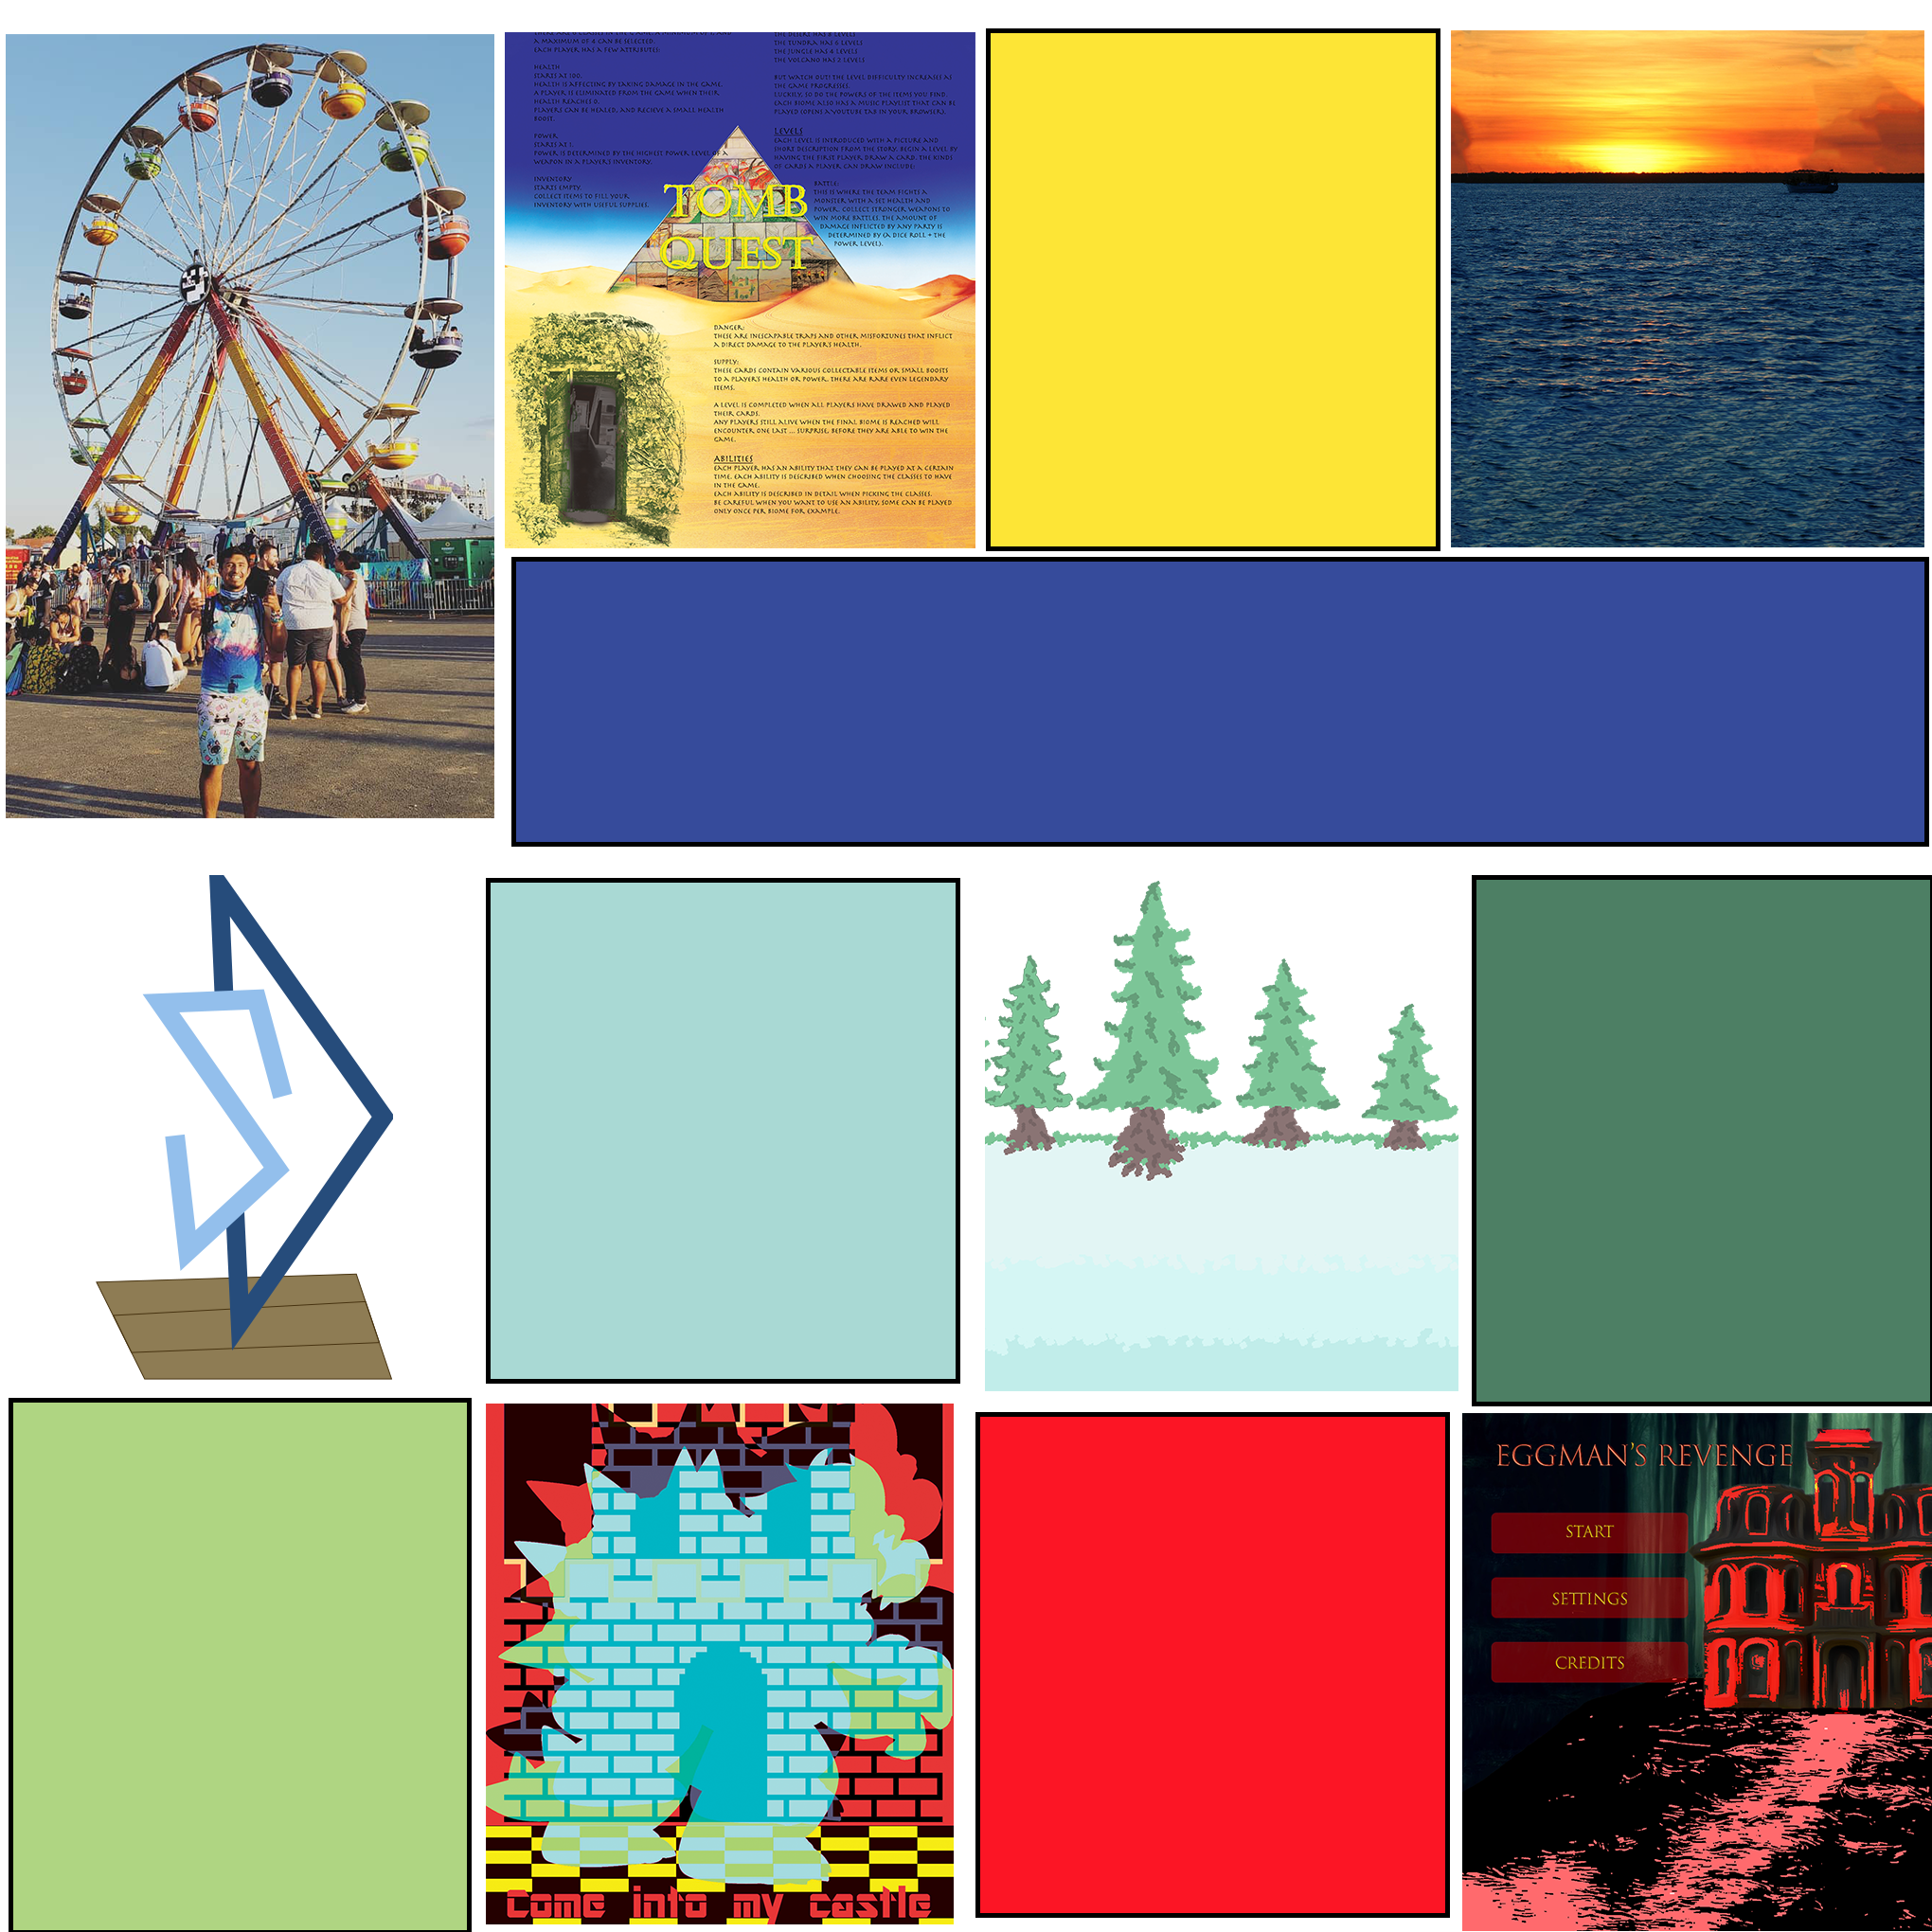 A MAXIMUM OF 4 CAN BE SELECTED.
EACH PLAYER HAS A FEW ATTRIBUTES:
HEALTH
STARTS AT 100.
HEALTH IS AFFECTING BY TAKING DAMAGE IN THE GAME.
A PLAYER IS ELIMINATED FROM THE GAME WHEN THEIR
HEALTH REACHES 0.
PLAYERS CAN BE HEALED, AND RECIEVE A SMALL HEALTH
BOOST.
POWER
STARTS AT 1.
POWER IS DETERMINED BY THE HIGHEST POWER LEVEL OF A
WEAPON IN A PLAYER'S INVENTORY.
INVENTORY
STARTS EMPTY.
COLLECT ITEMS TO FILL YOUR
INVENTORY WITH USEFUL SUPPLIES.
THE TUNDRA HAS 6 LEVELS
THE JUNGLE HAS 4 LEVELS
THE VOLCANO HAS 2 LEVELS
BUT WATCH OUT! THE LEVEL DIFFICULTY INCREASES AS
THE GAME PROGRESSES.
LUCKILY, SO DO THE POWERS OF THE ITEMS YOU FIND.
EACH BIOME ALSO HAS A MUSIC PLAYLIST THAT CAN BE
PLAYED (OPENS A YOUTUBE TAB IN YOUR BROWSER).
LEVELS
EACH LEVEL IS INTRODUCED WITH A PICTURE AND
SHORT DESCRIPTION FROM THE STORY. BEGIN A LEVEL BY
HAVING THE FIRST PLAYER DRAW A CARD. THE KINDS
OF CARDS A PLAYER CAN DRAW INCLUDE:
BATTLE:
THIS IS WHERE THE TEAM FIGHTS A
MONSTER WITH A SET HEALTH AND
POWER. COLLECT STRONGER WEAPONS TO
WIN MORE BATTLES. THE AMOUNT OF
DAMAGE INFLICTED BY ANY PARTY IS
DETERMINED BY (A DICE ROLL + THE
POWER LEVEL).
TOMB
QUEST
DANGER:
THESE ARE INESCAPABLE TRAPS AND OTHER MISFORTUNES THAT INFLICT
A DIRECT DAMAGE TO THE PLAYER'S HEALTH.
SUPPLY:
THESE CARDS CONTAIN VARIOUS COLLECTABLE ITEMS OR SMALL BOOSTS
TO A PLAYER'S HEALTH OR POWER. THERE ARE RARE EVEN LEGENDARY
ITEMS.
A LEVEL IS COMPLETED WHEN ALL PLAYERS HAVE DRAWED AND PLAYED
THEIR CARDS.
ANY PLAYERS STILL ALIVE WHEN THE FINAL BIOME IS REACHED WILL
ENCOUNTER ONE LAST .... SURPRISE, BEFORE THEY ARE ABLE TO WIN THE
GAME.
ABILITIES
EACH PLAYER HAS AN ABILITY THAT THEY CAN BE PLAYED AT A CERTAIN
TIME. EACH ABILITY IS DESCRIBED WHEN CHOOSING THE CLASSES TO HAVE
IN THE GAME.
EACH ABILITY IS DESCRIBED IN DETAIL WHEN PICKING THE CLASSES.
BE CAREFUL WHEN YOU WANT TO USE AN ABILITY, SOME CAN BE PLAYED
ONLY ONCE PER BIOME FOR EXAMPLE.
Come into my castle
EGGMAN'S REVENGE
START
SETTINGS
CREDITS